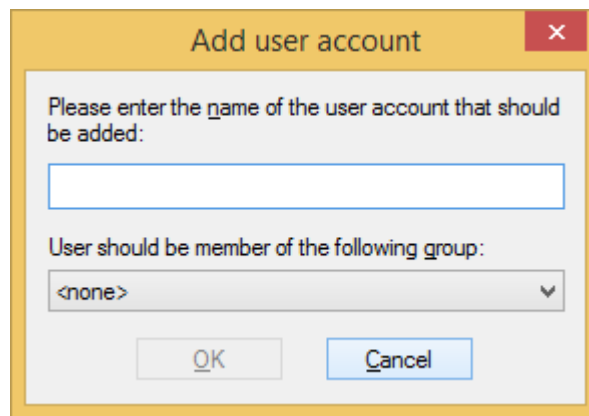 Add user account
Please enter the name of the user account that should
be added:
User should be member of the following group:
<none>
OK
Cancel